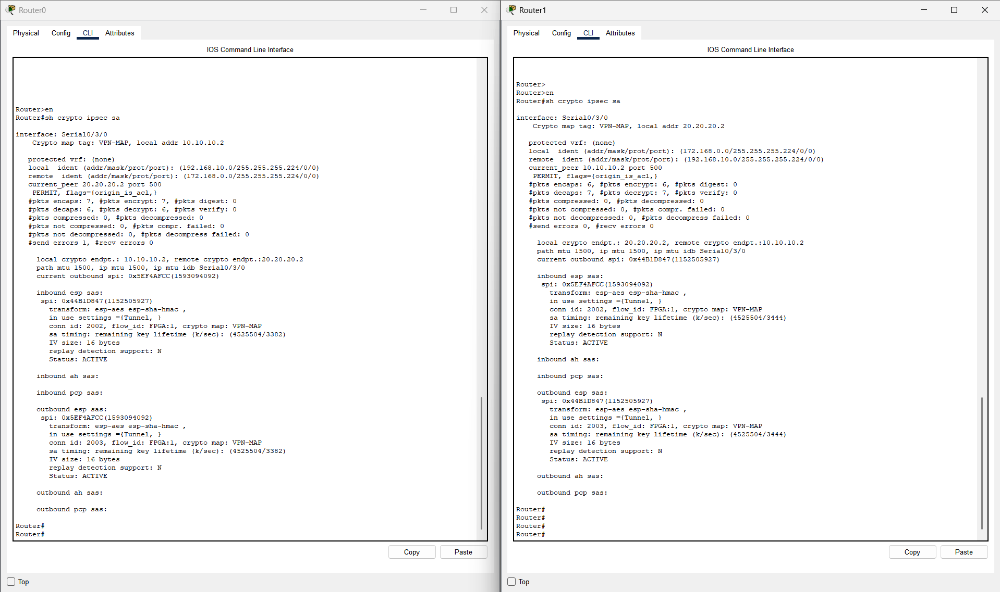 Router0
Physical Config CLI Attributes
IOS Command Line Interface
Router>en
Router#sh crypto ipsec sa
interface: Serial0/3/0
Crypto map tag: VPN-MAP, local addr 10.10.10.2
protected vrf: (none)
local ident (addr/mask/prot/port): (192.168.10.0/255.255.255.224/0/0)
remote ident (addr/mask/prot/port): (172.168.0.0/255.255.255.224/0/0)
current_peer 20.20.20.2 port 500
PERMIT, flags={origin_is_acl,}
#pkts encaps: 7, #pkts encrypt: 7, #pkts digest: 0
#pkts decaps: 6, #pkts decrypt: 6, #pkts verify: 0
#pkts compressed: 0, #pkts decompressed: 0
#pkts not compressed: 0, #pkts compr. failed: 0
#pkts not decompressed: 0, #pkts decompress failed: 0
#send errors 1, #recv errors 0
local crypto endpt.: 10.10.10.2, remote crypto endpt.:20.20.20.2
path mtu 1500, ip mtu 1500, ip mtu idb Serial0/3/0
current outbound spi: 0x5EF4AFCC(1593094092)
inbound esp sas:
spi: 0x44B1D847(1152505927)
transform: esp-aes esp-sha-hmac ,
in use settings ={Tunnel, }
conn id: 2002, flow_id: FPGA:1, crypto map: VPN-MAP
sa timing: remaining key lifetime (k/sec): (4525504/3382)
IV size: 16 bytes
replay detection support: N
Status: ACTIVE
inbound ah sas:
inbound pcp sas:
outbound esp sas:
spi: 0x5EF4AFCC(1593094092)
transform: esp-aes esp-sha-hmac ,
in use settings ={Tunnel, }
conn id: 2003, flow_id: FPGA:1, crypto map: VPN-MAP
sa timing: remaining key lifetime (k/sec): (4525504/3382)
IV size: 16 bytes
replay detection support: N
Status: ACTIVE
outbound ah sas:
outbound pcp sas:
Router#
Router#
Copy Paste
Top
Router1
Physical Config CLI Attributes
IOS Command Line Interface
Router>
Router>en
Router#sh crypto ipsec sa
interface: Serial0/3/0
Crypto map tag: VPN-MAP, local addr 20.20.20.2
protected vrf: (none)
local ident (addr/mask/prot/port): (172.168.0.0/255.255.255.224/0/0)
remote ident (addr/mask/prot/port): (192.168.10.0/255.255.255.224/0/0)
current_peer 10.10.10.2 port 500
PERMIT, flags={origin_is_acl,}
#pkts encaps: 6, #pkts encrypt: 6, #pkts digest: 0
#pkts decaps: 7, #pkts decrypt: 7, #pkts verify: 0
#pkts compressed: 0, #pkts decompressed: 0
#pkts not compressed: 0, #pkts compr. failed: 0
#pkts not decompressed: 0, #pkts decompress failed: 0
#send errors 0, #recv errors 0
local crypto endpt.: 20.20.20.2, remote crypto endpt.:10.10.10.2
path mtu 1500, ip mtu 1500, ip mtu idb Serial0/3/0
current outbound spi: 0x44B1D847(1152505927)
inbound esp sas:
spi: 0x5EF4AFCC(1593094092)
transform: esp-aes esp-sha-hmac ,
in use settings ={Tunnel, }
conn id: 2002, flow_id: FPGA:1, crypto map: VPN-MAP
sa timing: remaining key lifetime (k/sec): (4525504/3444)
IV size: 16 bytes
replay detection support: N
Status: ACTIVE
inbound ah sas:
inbound pcp sas:
outbound esp sas:
spi: 0x44B1D847(1152505927)
transform: esp-aes esp-sha-hmac ,
in use settings ={Tunnel, }
conn id: 2003, flow_id: FPGA:1, crypto map: VPN-MAP
sa timing: remaining key lifetime (k/sec): (4525504/3444)
IV size: 16 bytes
replay detection support: N
Status: ACTIVE
outbound ah sas:
outbound pcp sas:
Router#
Router#
Router#
Router#
Copy Paste
Top